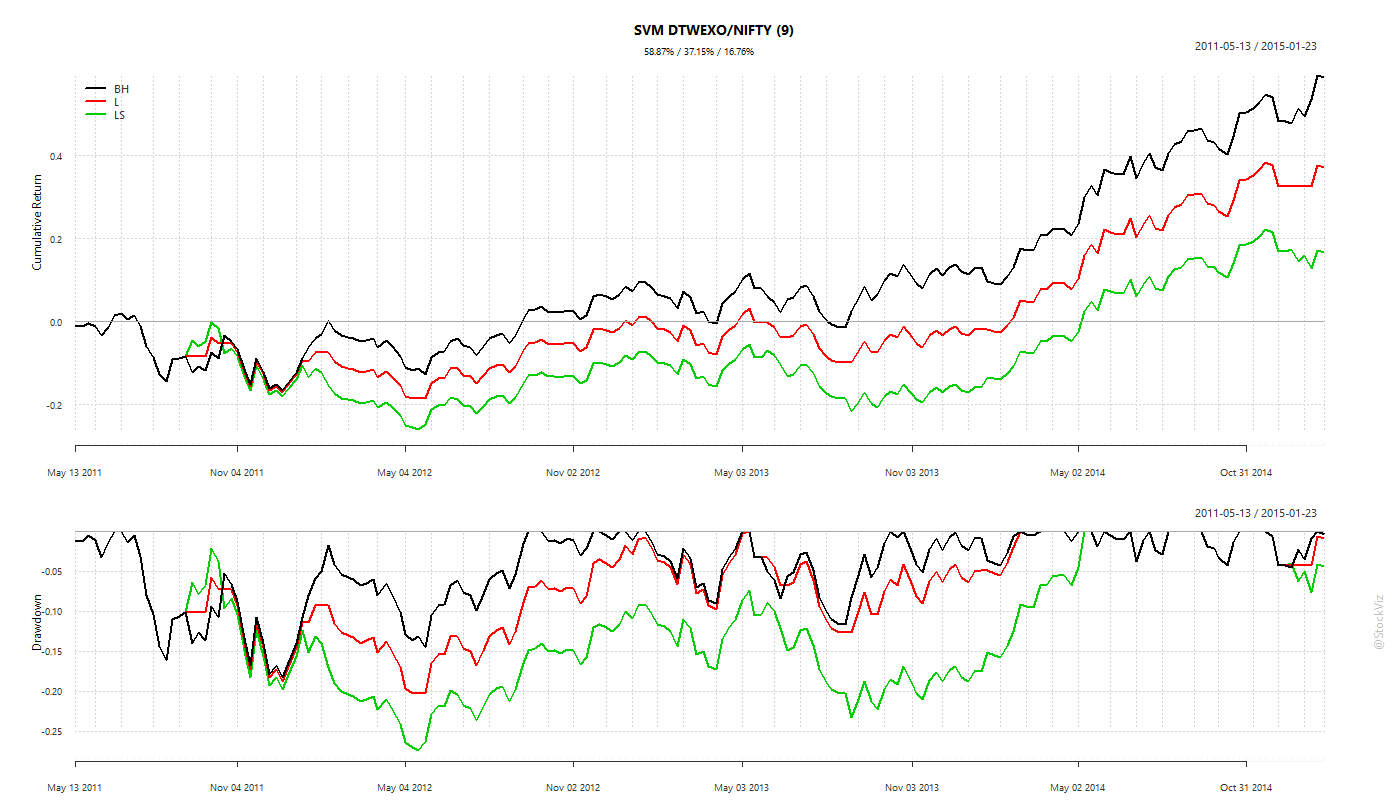 SVM DTWEXO/NIFTY (9)
58.87% / 37.15% / 16.76%
2011-05-13 / 2015-01-23
BH
L
LS
Cumulative Return
0.4
0.2
0.0
-0.2
May 13 2011 Nov 04 2011 May 04 2012 Nov 02 2012 May 03 2013 Nov 03 2013 May 02 2014 Oct 31 2014
2011-05-13 / 2015-01-23
Drawdown
-0.05
-0.10
-0.15
-0.20
-0.25
May 13 2011 Nov 04 2011 May 04 2012 Nov 02 2012 May 03 2013 Nov 03 2013 May 02 2014 Oct 31 2014
@StockViz